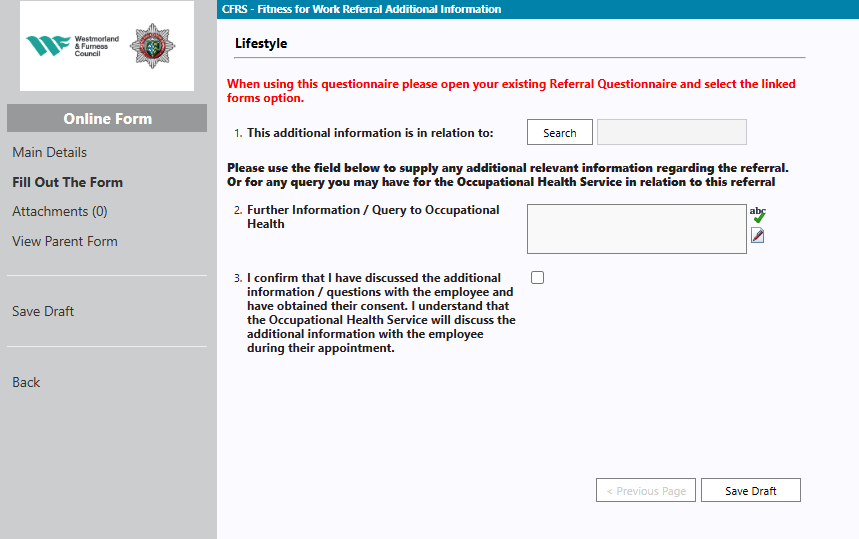 CFRS - Fitness for Work Referral Additional Information
Westmorland
& Furness
Council
Online Form
Main Details
Fill Out The Form
Attachments (0)
View Parent Form
Save Draft
Back
Lifestyle
When using this questionnaire please open your existing Referral Questionnaire and select the linked
forms option.
1. This additional information is in relation to:
Search
Please use the field below to supply any additional relevant information regarding the referral.
Or for any query you may have for the Occupational Health Service in relation to this referral
2. Further Information / Query to Occupational
Health
abc
3. I confirm that I have discussed the additional
information / questions with the employee and
have obtained their consent. I understand that
the Occupational Health Service will discuss the
additional information with the employee
during their appointment.
< Previous Page
Save Draft